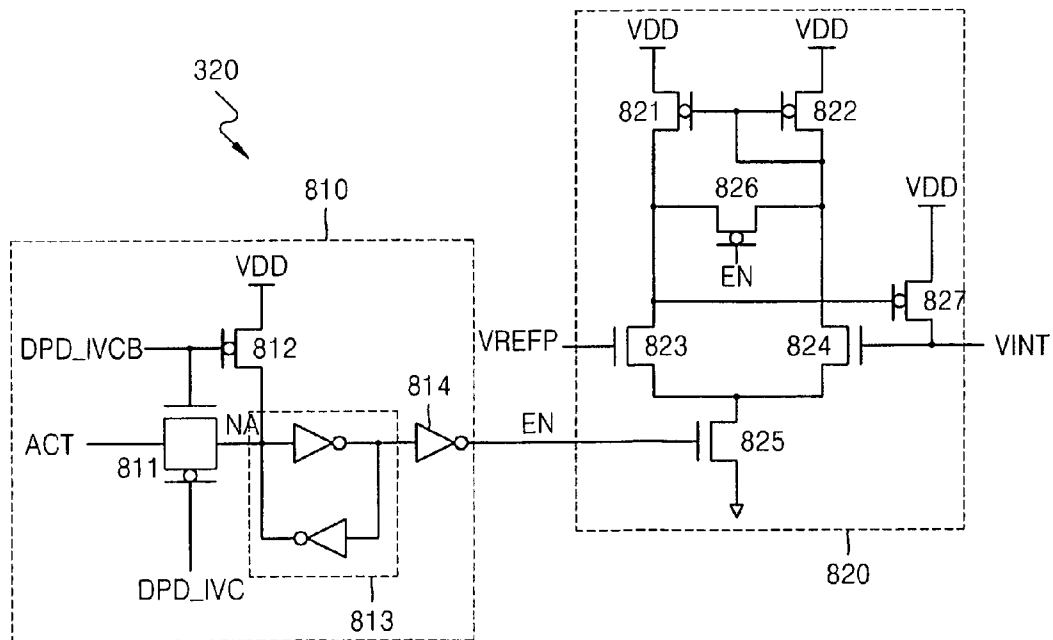 320
810
VDD
DPD_IVCB
812
ACT
811
NA
814
EN
DPD_IVC
813
VDD
VDD
821
822
826
EN
VDD
827
VREFP
823
824
VINT
825
820